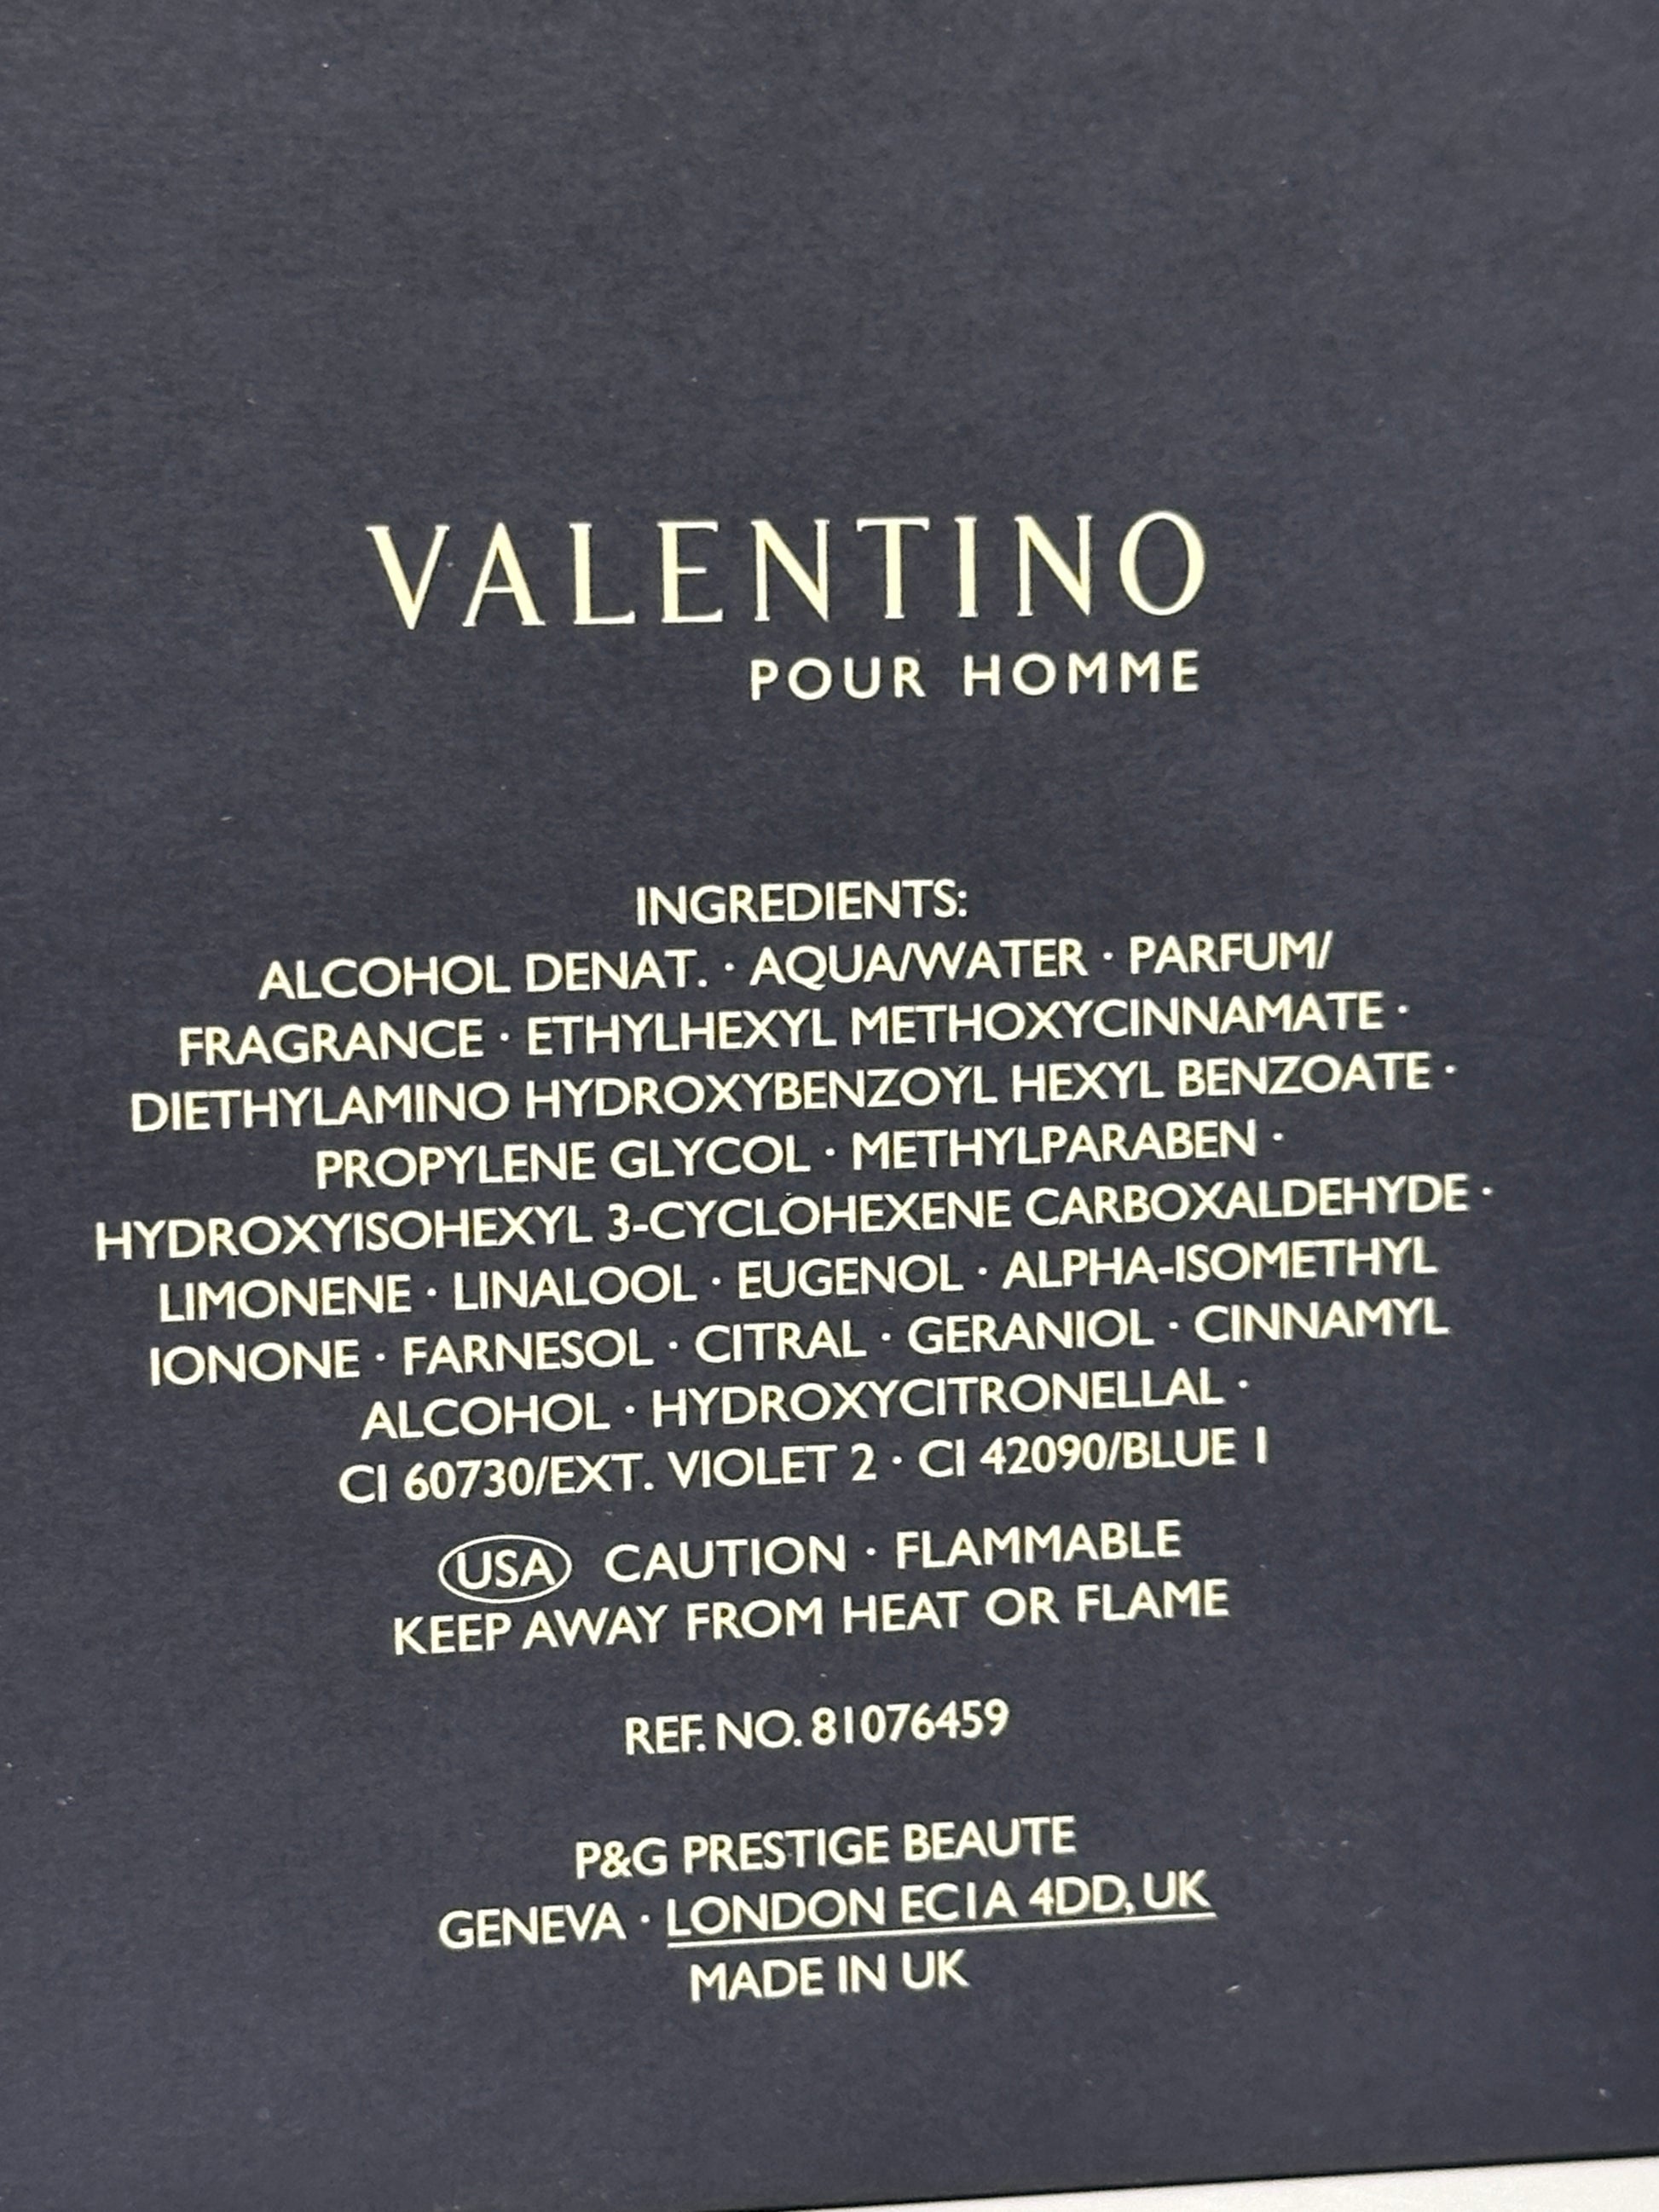 VALENTINO
POUR HOMME
INGREDIENTS:
ALCOHOL DENAT. · AQUA/WATER · PARFUM/
FRAGRANCE · ETHYLHEXYL METHOXYCINNAMATE ·
DIETHYLAMINO HYDROXYBENZOYL HEXYL BENZOATE ·
PROPYLENE GLYCOL · METHYLPARABEN ·
HYDROXYISOHEXYL 3-CYCLOHEXENE CARBOXALDEHYDE ·
LIMONENE · LINALOOL · EUGENOL · ALPHA-ISOMETHYL
IONONE · FARNESOL · CITRAL · GERANIOL · CINNAMYL
ALCOHOL · HYDROXYCITRONELLAL ·
CI 60730/EXT. VIOLET 2 · CI 42090/BLUE 1
USA CAUTION · FLAMMABLE
KEEP AWAY FROM HEAT OR FLAME
REF. NO. 81076459
P&G PRESTIGE BEAUTE
GENEVA · LONDON EC1A 4DD, UK
MADE IN UK